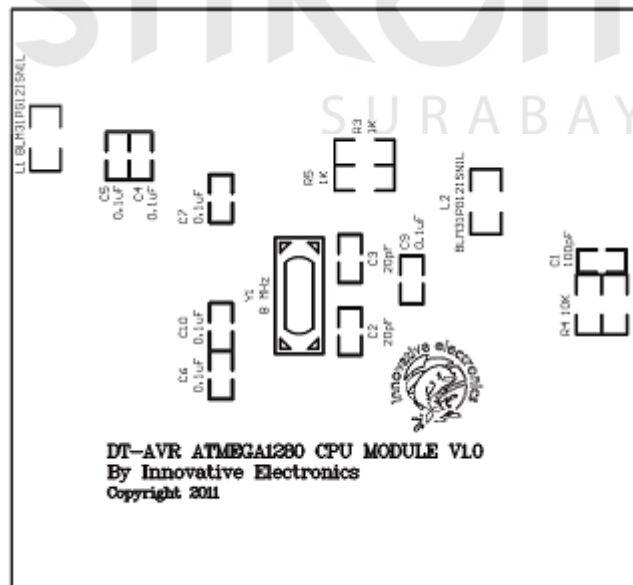 SURABAY
L1 BLM31PG121SN1L
C5
0.1uF
C4
0.1uF
C7
0.1uF
R3
1K
R5
1K
L2
BLM31PG121SN1L
C9
0.1uF
C3
20pF
C1
100pF
Y1
8 MHz
C2
20pF
R4 10K
C10
0.1uF
C6
0.1uF
innovative electronics
DT-AVR ATMEGA1280 CPU MODULE V1.0
By Innovative Electronics
Copyright 2011